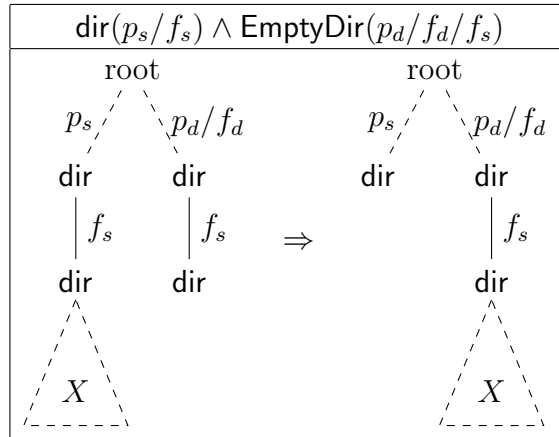 dir(p_s/f_s) ∧ EmptyDir(p_d/f_d/f_s)
root root
p_s p_d/f_d p_s p_d/f_d
dir dir dir dir
f_s f_s ⇒ f_s
dir dir dir
X X